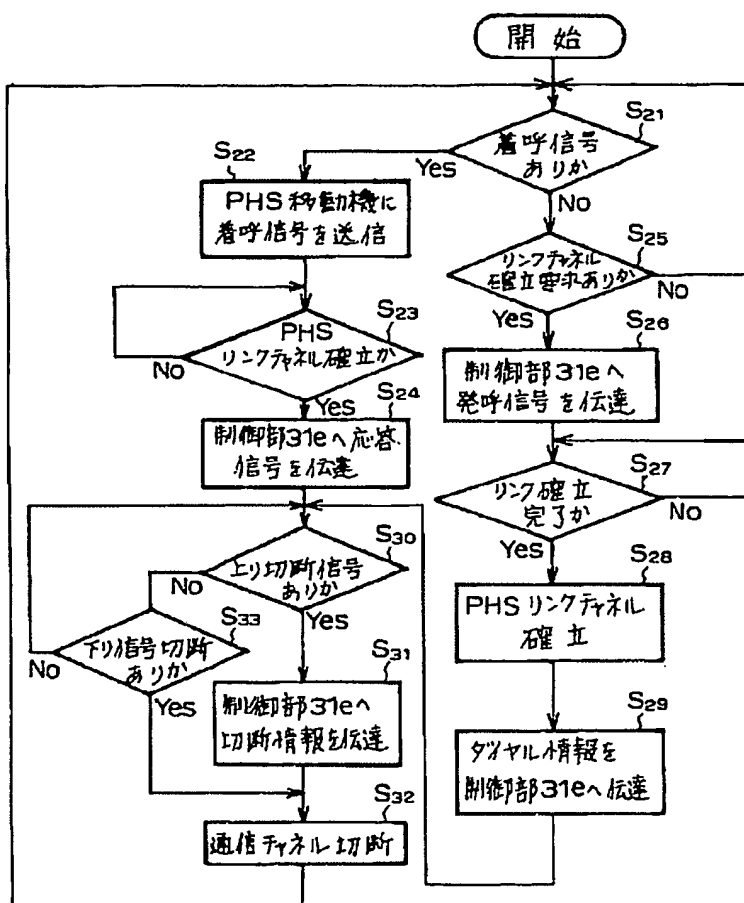 開始
S21
着呼信号
ありか
Yes
No
S22
PHS移動機に
着呼信号を送信
S23
PHS
リンクチャネル確立か
No
Yes
S24
制御部31eへ応答
信号を伝達
S25
リンクチャネル
確立要求ありか
No
Yes
S26
制御部31eへ
発呼信号を伝達
S27
リンク確立
完了か
No
Yes
S28
PHSリンクチャネル
確立
S29
ダイヤル情報を
制御部31eへ伝達
S30
上り切断信号
ありか
No
Yes
S33
下り信号切断
ありか
No
Yes
S31
制御部31eへ
切断情報を伝達
S32
通信チャネル切断